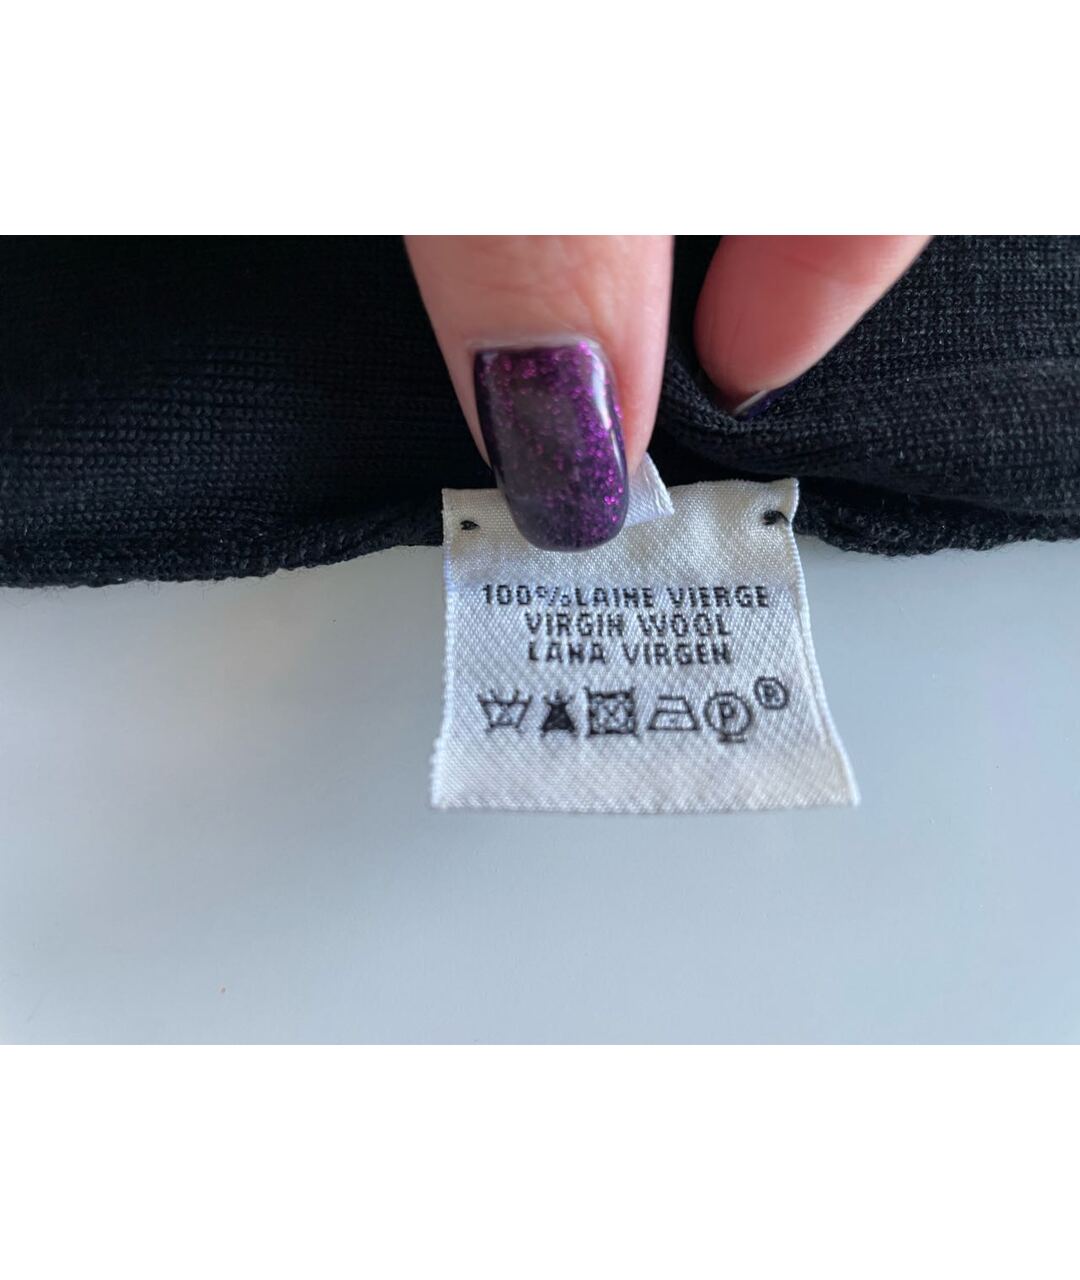 100% LAINE VIERGE
VIRGIN WOOL
LANA VIRGEN
P ®